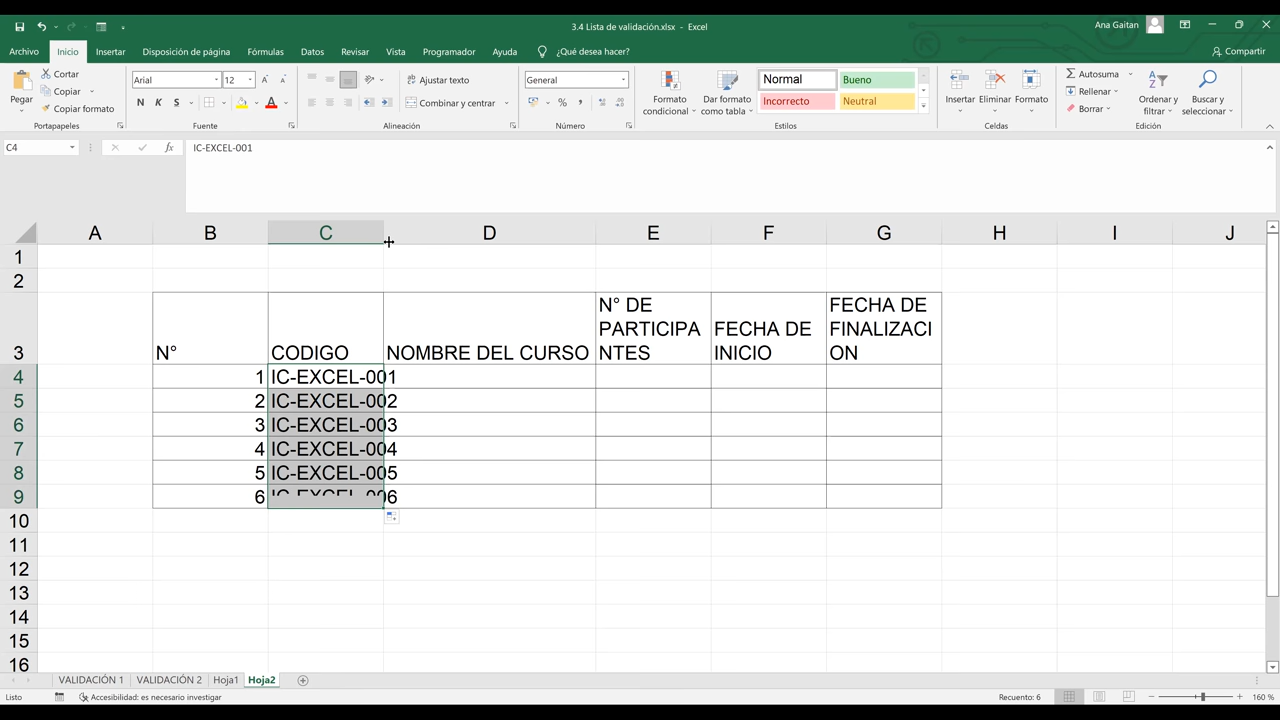 3.4 Lista de validación.xlsx - Excel
Ana Gaitan
Archivo Inicio Insertar Disposición de página Fórmulas Datos Revisar Vista Programador Ayuda ¿Qué desea hacer? Compartir
Pegar
Cortar
Copiar
Copiar formato
Portapapeles
Arial 12
N K S
Fuente
Ajustar texto
Combinar y centrar
Alineación
General
% 
Número
Formato
condicional
Dar formato
como tabla
Normal Bueno
Incorrecto Neutral
Estilos
Insertar Eliminar Formato
Celdas
Autosuma
Rellenar
Borrar
Ordenar y
filtrar
Buscar y
seleccionar
Edición
C4 fx IC-EXCEL-001
A B C D E F G H I J
1
2
3 N° CODIGO NOMBRE DEL CURSO N° DE PARTICIPA NTES FECHA DE INICIO FECHA DE FINALIZACI ON
4 1 IC-EXCEL-001
5 2 IC-EXCEL-002
6 3 IC-EXCEL-003
7 4 IC-EXCEL-004
8 5 IC-EXCEL-005
9 6 IC-EXCEL-006
10
11
12
13
14
15
16
VALIDACIÓN 1 VALIDACIÓN 2 Hoja1 Hoja2
Listo Accesibilidad: es necesario investigar Recuento: 6 160 %